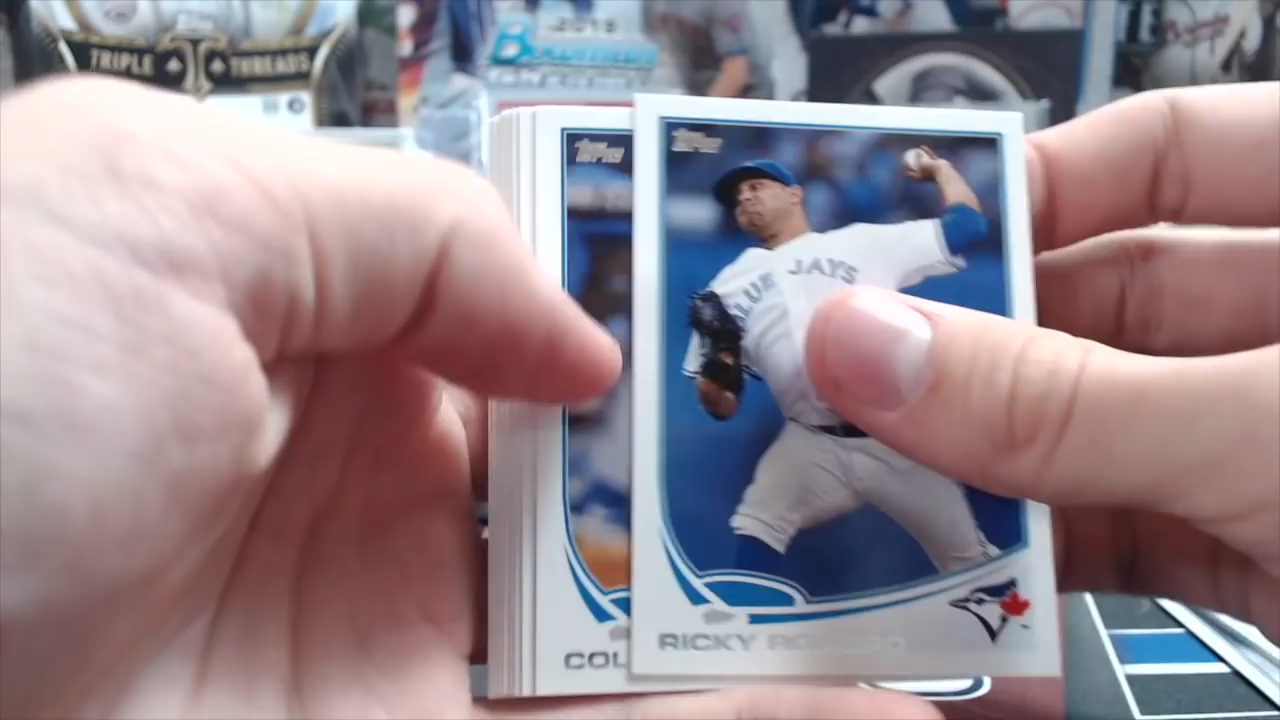 TRIPLE THREADS
2015
Bowman
Topps
Topps
BLUE JAYS
COL
RICKY ROMERO